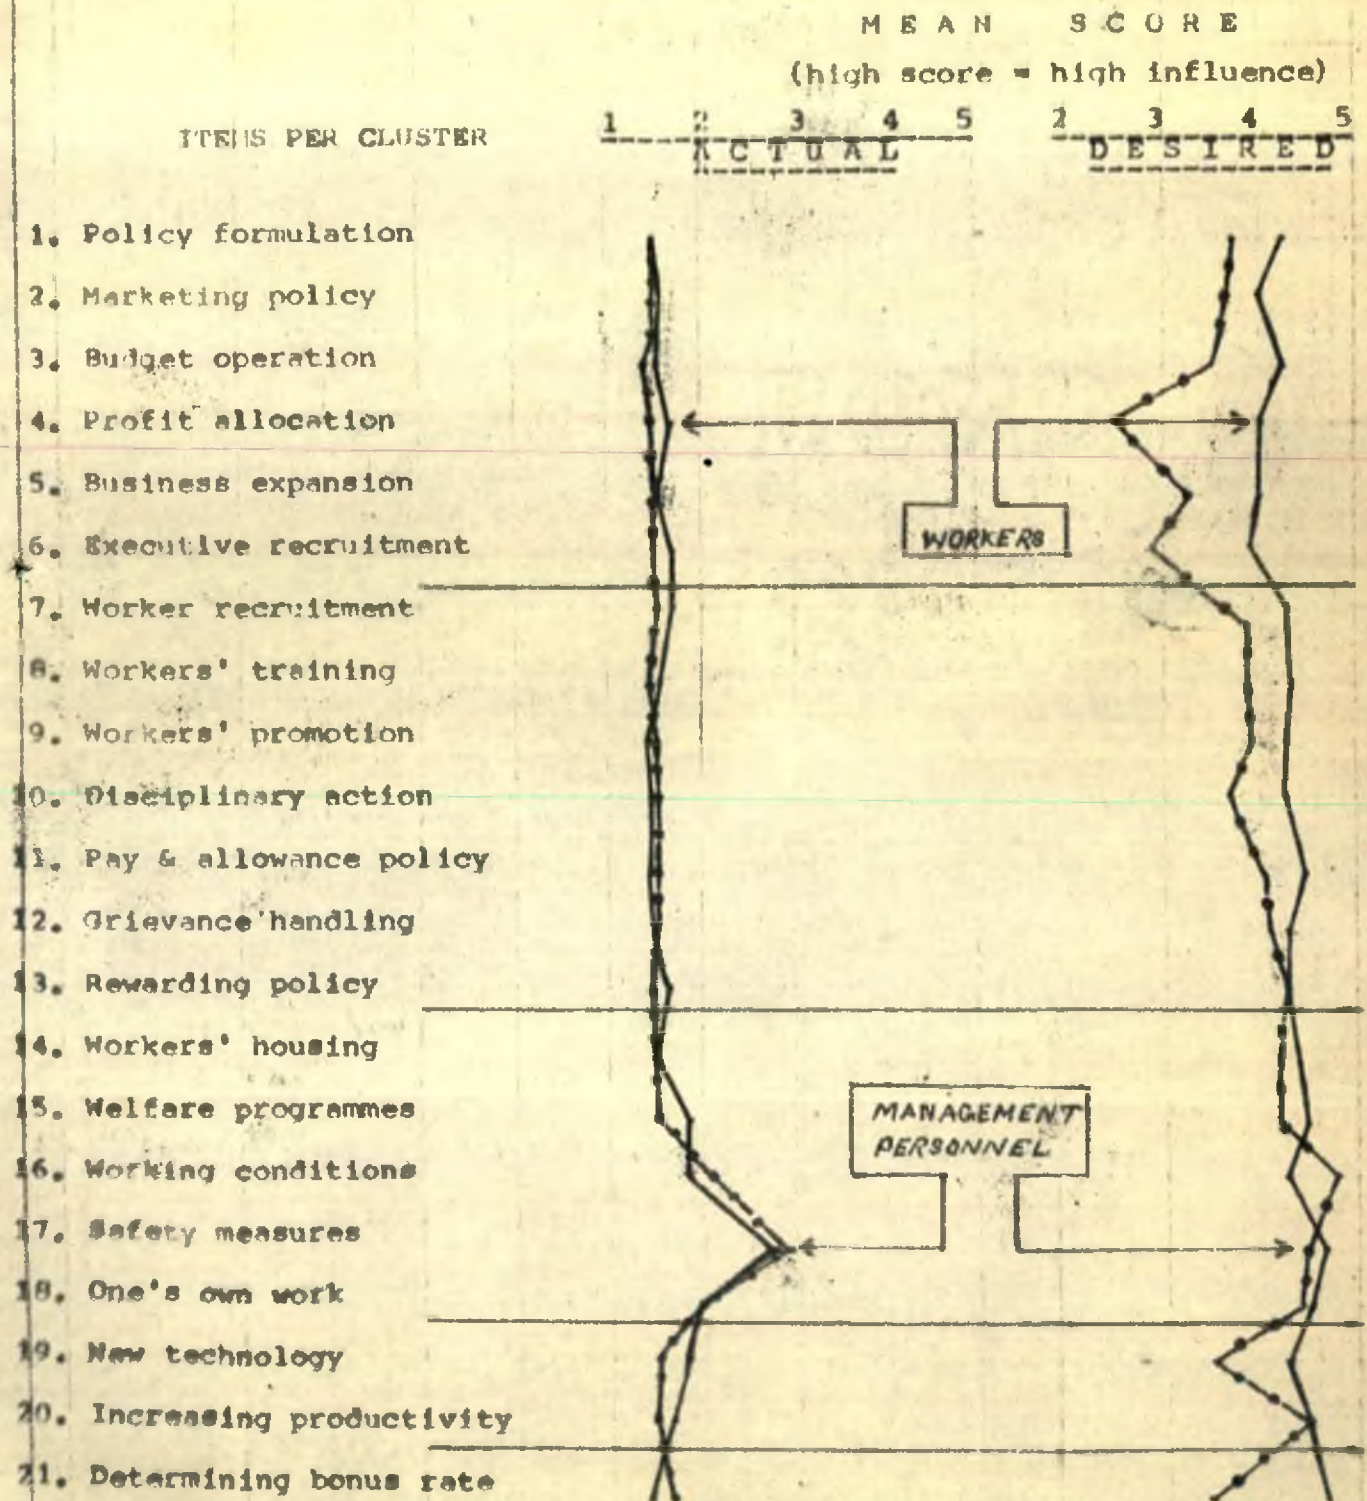 M E A N   S C O R E
(high score = high influence)
ITEMS PER CLUSTER
1 2 3 4 5 2 3 4 5
A C T U A L   D E S I R E D
1. Policy formulation
2. Marketing policy
3. Budget operation
4. Profit allocation
5. Business expansion
WORKERS
6. Executive recruitment
7. Worker recruitment
8. Workers' training
9. Workers' promotion
10. Disciplinary action
11. Pay & allowance policy
12. Grievance handling
13. Rewarding policy
14. Workers' housing
15. Welfare programmes
MANAGEMENT
PERSONNEL
16. Working conditions
17. Safety measures
18. One's own work
19. New technology
20. Increasing productivity
21. Determining bonus rate